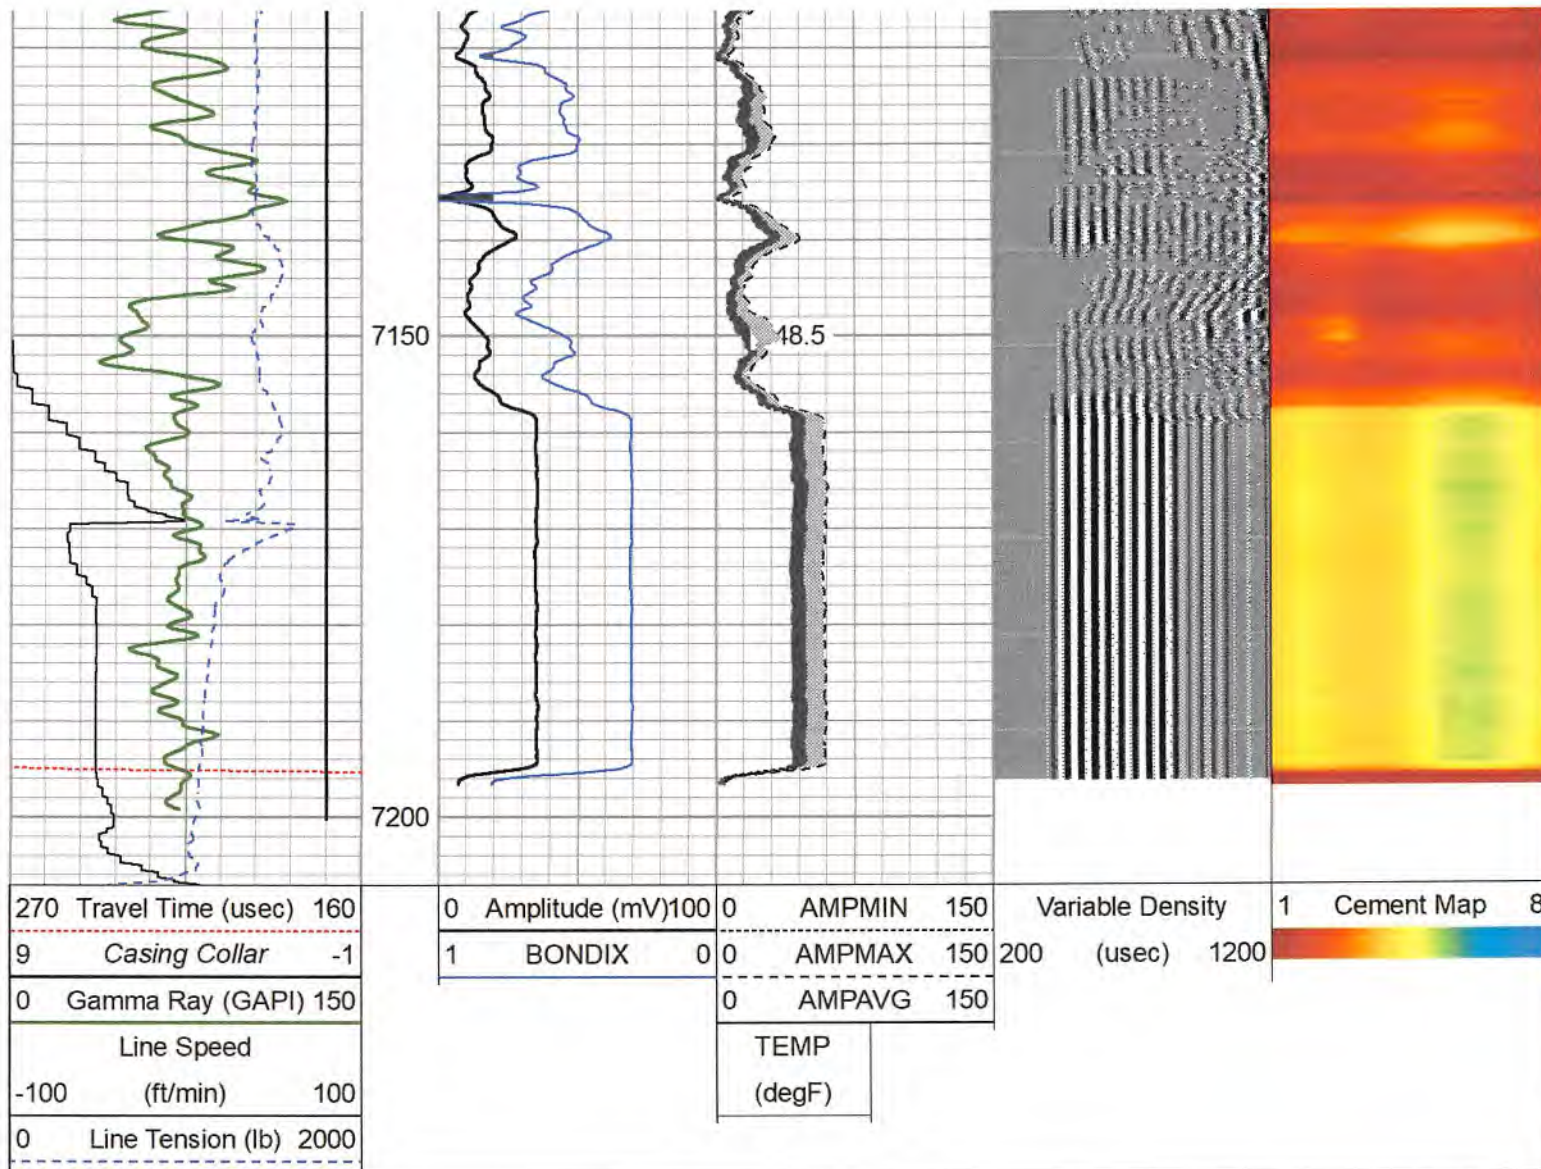 7150
48.5
7200
270 Travel Time (usec) 160
9 Casing Collar -1
0 Gamma Ray (GAPI) 150
Line Speed
-100 (ft/min) 100
0 Line Tension (lb) 2000
0 Amplitude (mV)100
1 BONDIX 0
0 AMPMIN 150
0 AMPMAX 150
0 AMPAVG 150
TEMP
(degF)
Variable Density
200 (usec) 1200
1 Cement Map 8